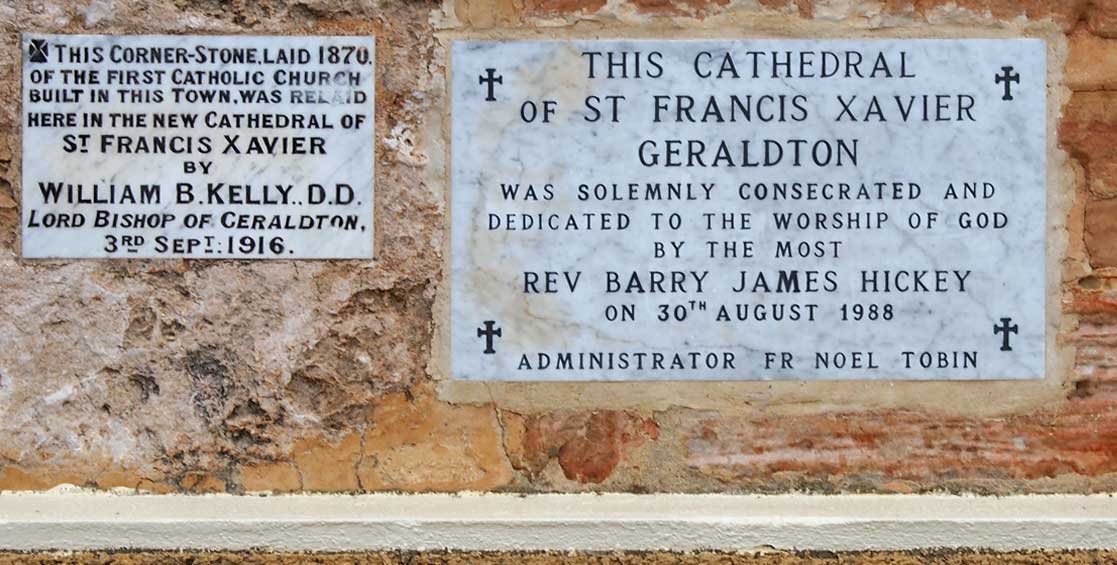 THIS CORNER-STONE, LAID 1870.
OF THE FIRST CATHOLIC CHURCH
BUILT IN THIS TOWN, WAS RELAID
HERE IN THE NEW CATHEDRAL OF
ST FRANCIS XAVIER
BY
WILLIAM B. KELLY., D.D.
LORD BISHOP OF GERALDTON,
3RD SEPT: 1916.
THIS CATHEDRAL
OF ST FRANCIS XAVIER
GERALDTON
WAS SOLEMNLY CONSECRATED AND
DEDICATED TO THE WORSHIP OF GOD
BY THE MOST
REV BARRY JAMES HICKEY
ON 30TH AUGUST 1988
ADMINISTRATOR FR NOEL TOBIN